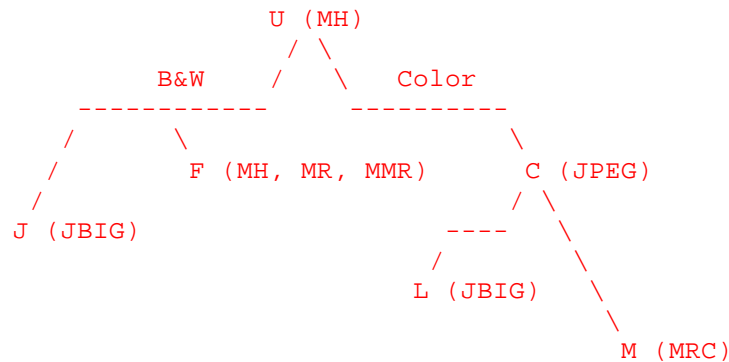 U (MH)
B&W Color
F (MH, MR, MMR) C (JPEG)
J (JBIG)
L (JBIG)
M (MRC)